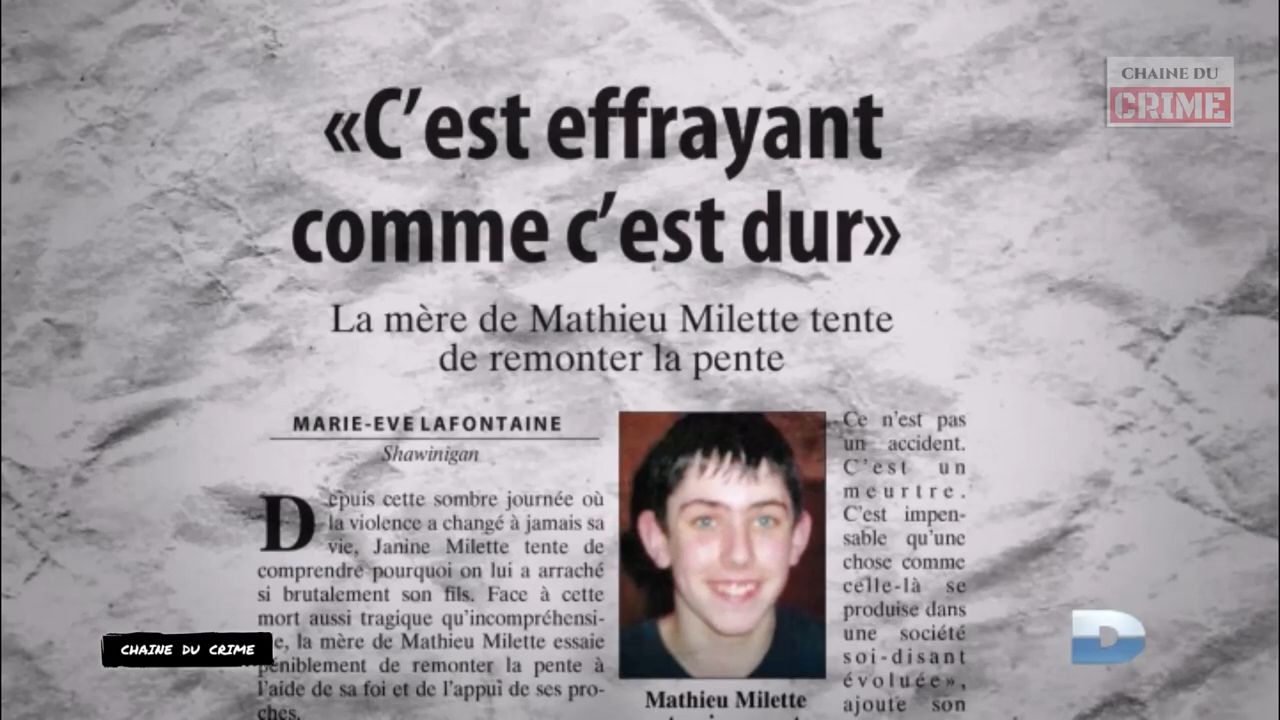 CHAINE DU
CRIME
«C'est effrayant
comme c'est dur»
La mère de Mathieu Milette tente
de remonter la pente
MARIE-EVE LAFONTAINE
Shawinigan
Depuis cette sombre journée où
la violence a changé à jamais sa
vie, Janine Milette tente de
comprendre pourquoi on lui a arraché
si brutalement son fils. Face à cette
mort aussi tragique qu'incompréhensi-
e, la mère de Mathieu Milette essaie
péniblement de remonter la pente à
l'aide de sa foi et de l'appui de ses pro-
ches.
Mathieu Milette
Ce n'est pas
un accident.
C'est un
meurtre.
C'est impen-
sable qu'une
chose comme
celle-là se
produise dans
une société
soi-disant
évoluée»,
ajoute son
CHAINE DU CRIME
D